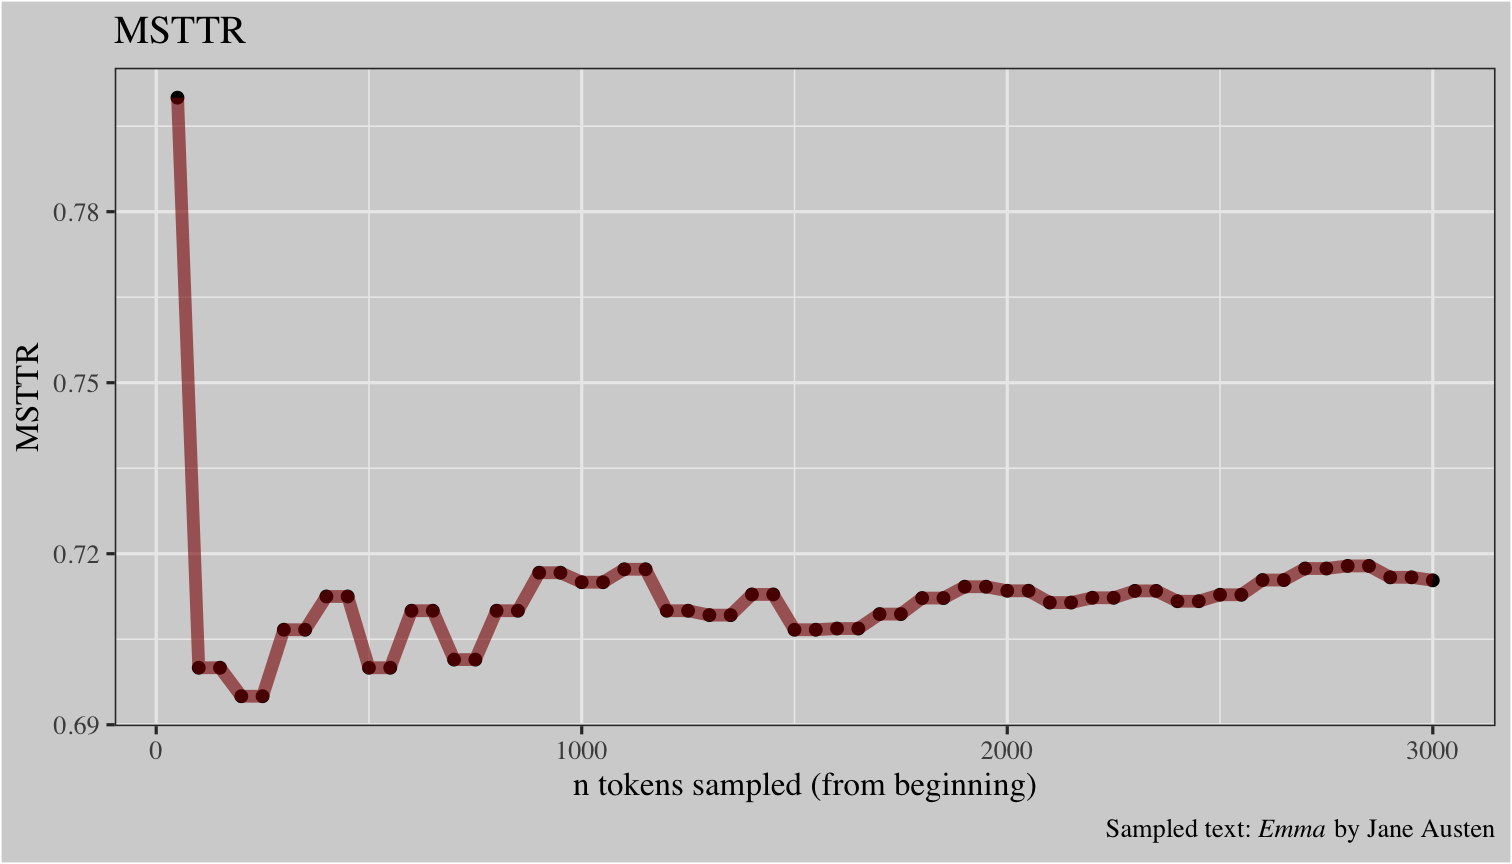 MSTTR
MSTTR
0.78
0.75
0.72
0.69
0 1000 2000 3000
n tokens sampled (from beginning)
Sampled text: Emma by Jane Austen